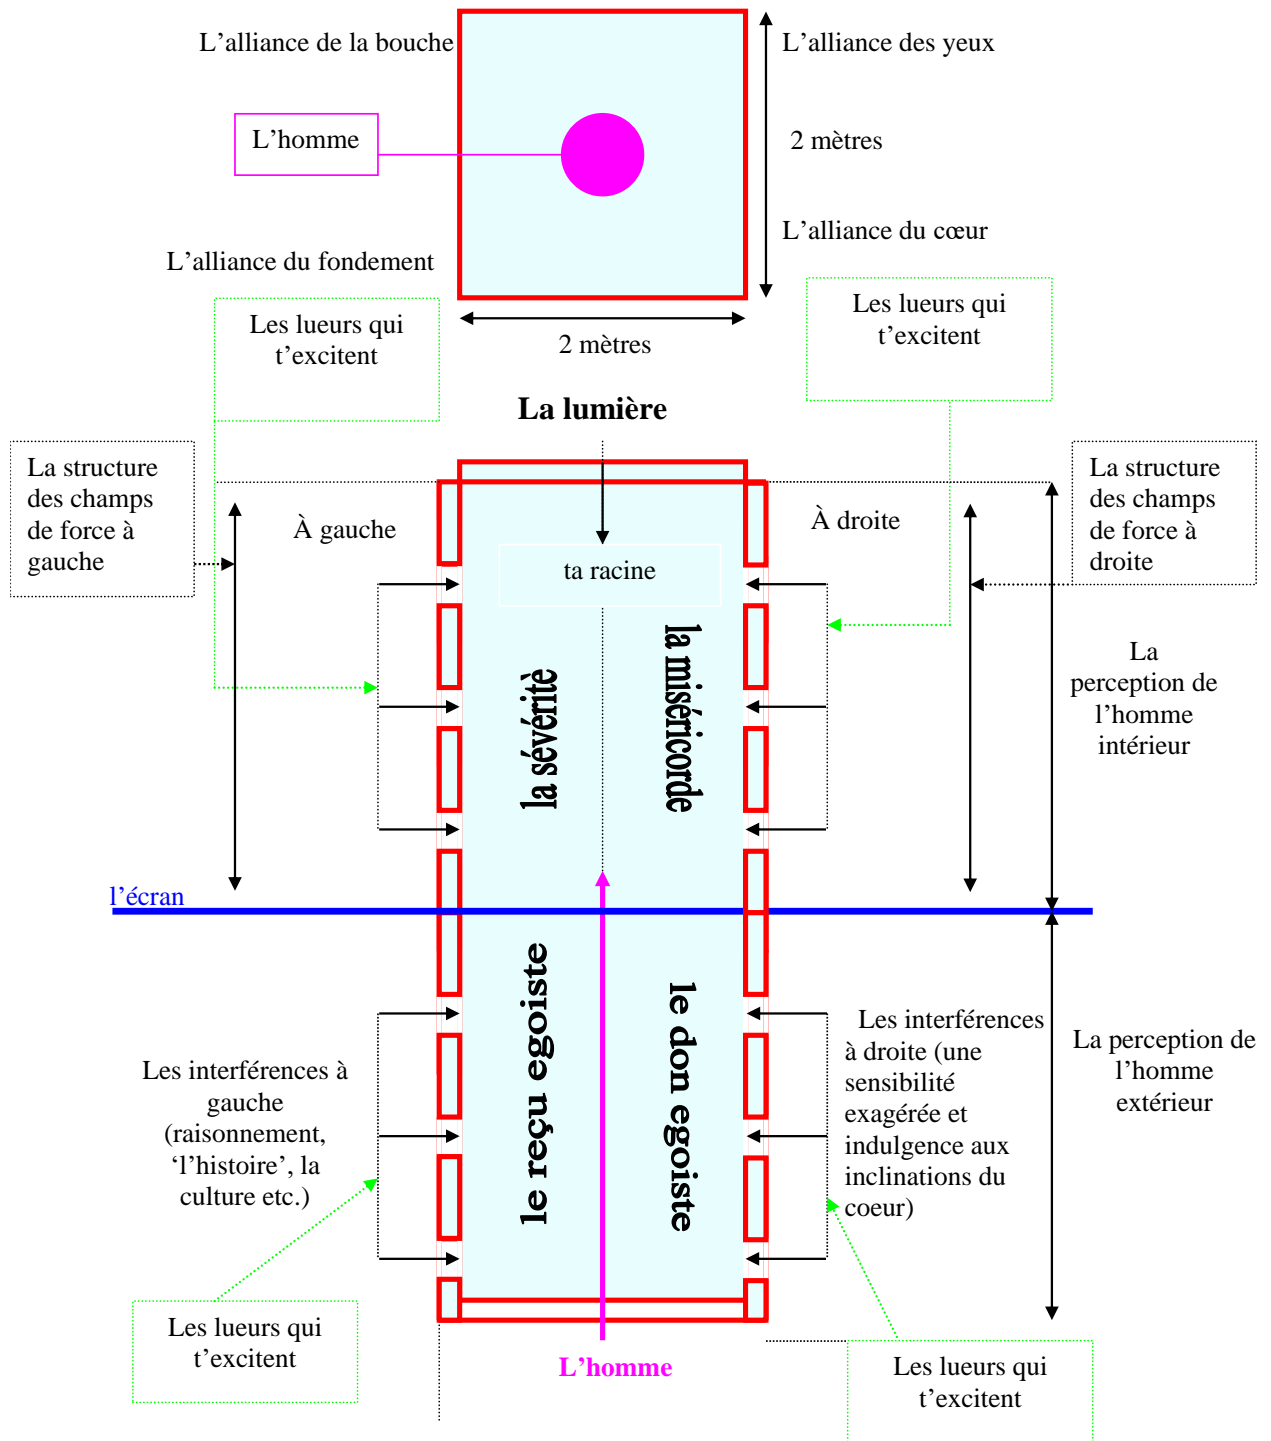 L’alliance de la bouche
L’alliance des yeux
L’homme
2 mètres
L’alliance du cœur
L’alliance du fondement
Les lueurs qui
t’excitent
2 mètres
Les lueurs qui
t’excitent
La lumière
La structure
des champs
de force à
gauche
À gauche
À droite
La structure
des champs
de force à
droite
ta racine
la sévéritè
la miséricorde
La
perception de
l’homme
intérieur
l’écran
le reçu egoiste
le don egoiste
Les interférences à
gauche
(raisonnement,
‘l’histoire’, la
culture etc.)
Les interférences
à droite (une
sensibilité
exagérée et
indulgence aux
inclinations du
coeur)
La perception de
l’homme
extérieur
Les lueurs qui
t’excitent
L’homme
Les lueurs qui
t’excitent